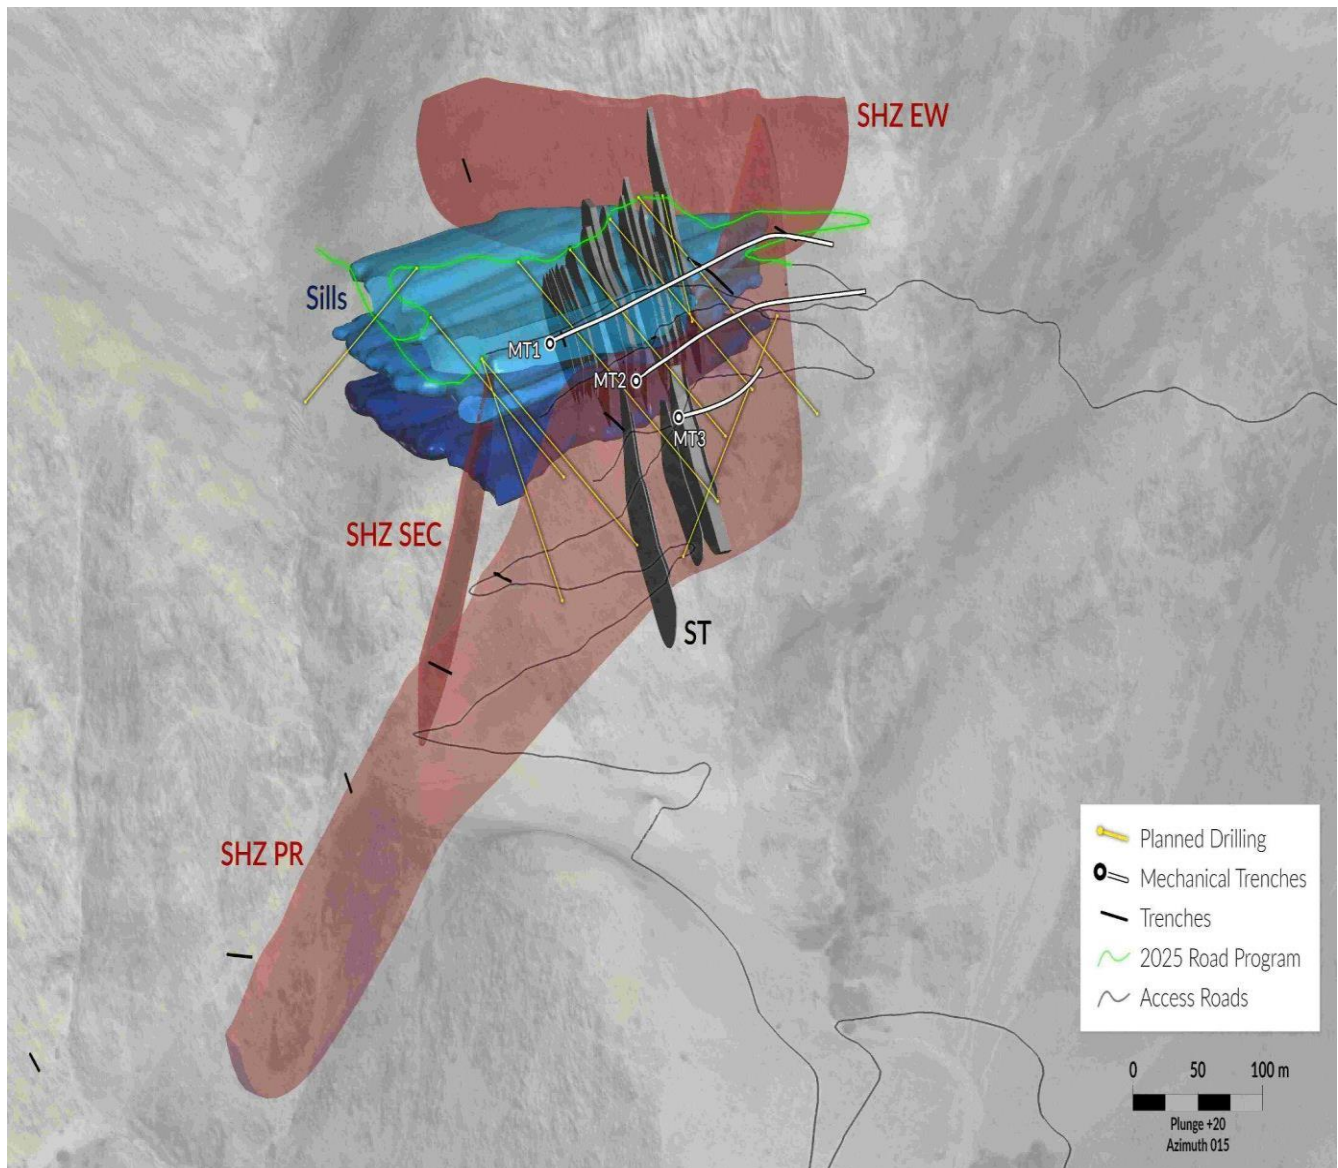 SHZ EW
Sills
MT1
MT2
MT3
SHZ SEC
ST
SHZ PR
Planned Drilling
Mechanical Trenches
Trenches
2025 Road Program
Access Roads
0 50 100 m
Plunge +20
Azimuth 015